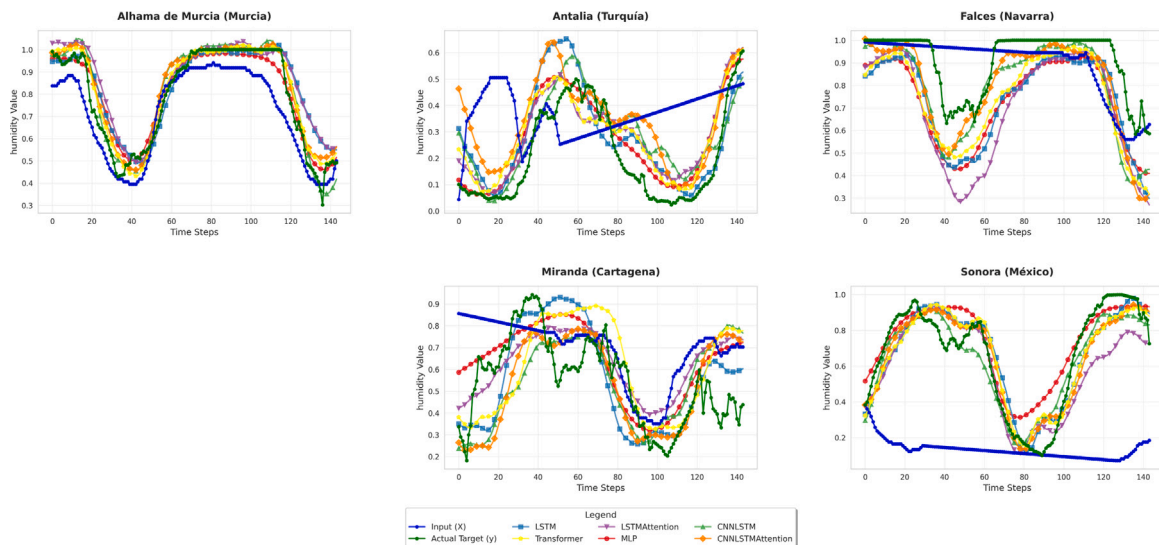 Alhama de Murcia (Murcia)
humidity Value
1.0
0.9
0.8
0.7
0.6
0.5
0.4
0.3
0 20 40 60 80 100 120 140
Time Steps
Antalia (Turquía)
humidity Value
0.6
0.5
0.4
0.3
0.2
0.1
0.0
0 20 40 60 80 100 120 140
Time Steps
Falces (Navarra)
humidity Value
1.0
0.9
0.8
0.7
0.6
0.5
0.4
0.3
0 20 40 60 80 100 120 140
Time Steps
Miranda (Cartagena)
humidity Value
0.9
0.8
0.7
0.6
0.5
0.4
0.3
0.2
0 20 40 60 80 100 120 140
Time Steps
Sonora (México)
humidity Value
1.0
0.8
0.6
0.4
0.2
0 20 40 60 80 100 120 140
Time Steps
Legend
Input (X) LSTM LSTMAttention CNNLSTM
Actual Target (y) Transformer MLP CNNLSTMAttention